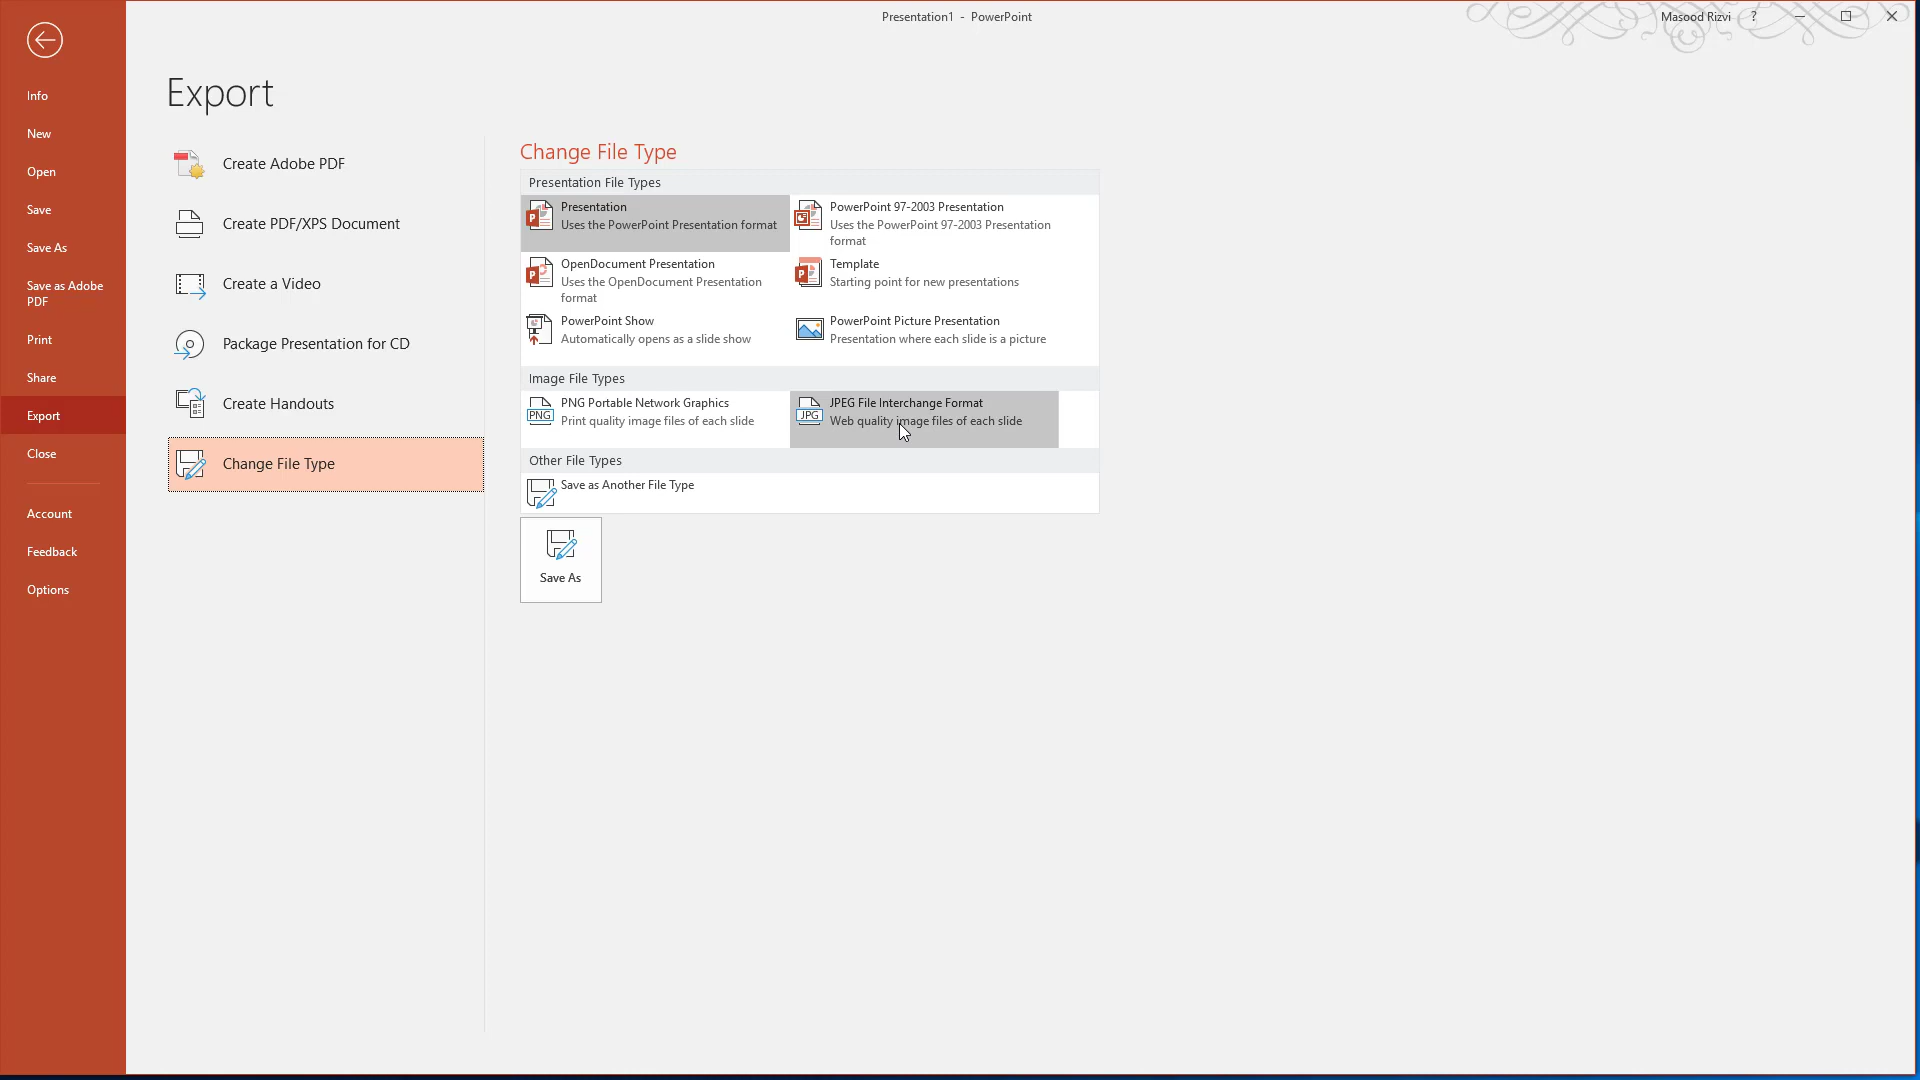 Presentation1 - PowerPoint
Masood Rizvi
?
Export
Info
New
Open
Save
Save As
Save as Adobe
PDF
Print
Share
Export
Close
Account
Feedback
Options
Create Adobe PDF
Create PDF/XPS Document
Create a Video
Package Presentation for CD
Create Handouts
Change File Type
Change File Type
Presentation File Types
Presentation
Uses the PowerPoint Presentation format
PowerPoint 97-2003 Presentation
Uses the PowerPoint 97-2003 Presentation
format
OpenDocument Presentation
Uses the OpenDocument Presentation
format
Template
Starting point for new presentations
PowerPoint Show
Automatically opens as a slide show
PowerPoint Picture Presentation
Presentation where each slide is a picture
Image File Types
PNG
PNG Portable Network Graphics
Print quality image files of each slide
JPG
JPEG File Interchange Format
Web quality image files of each slide
Other File Types
Save as Another File Type
Save As